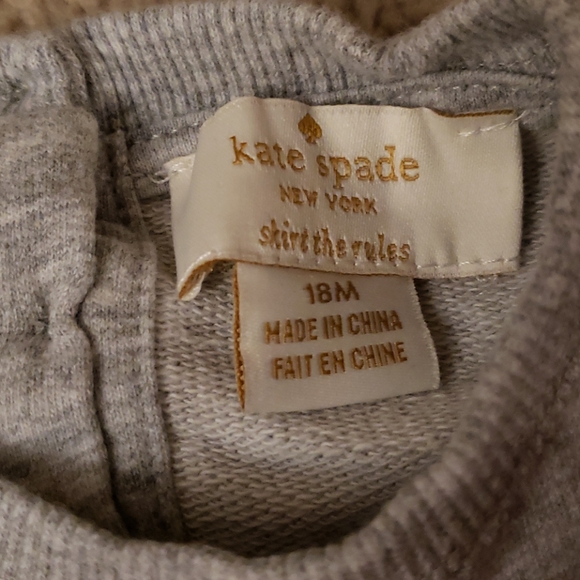 kate spade
NEW YORK
skirt the rules
18M
MADE IN CHINA
FAIT EN CHINE